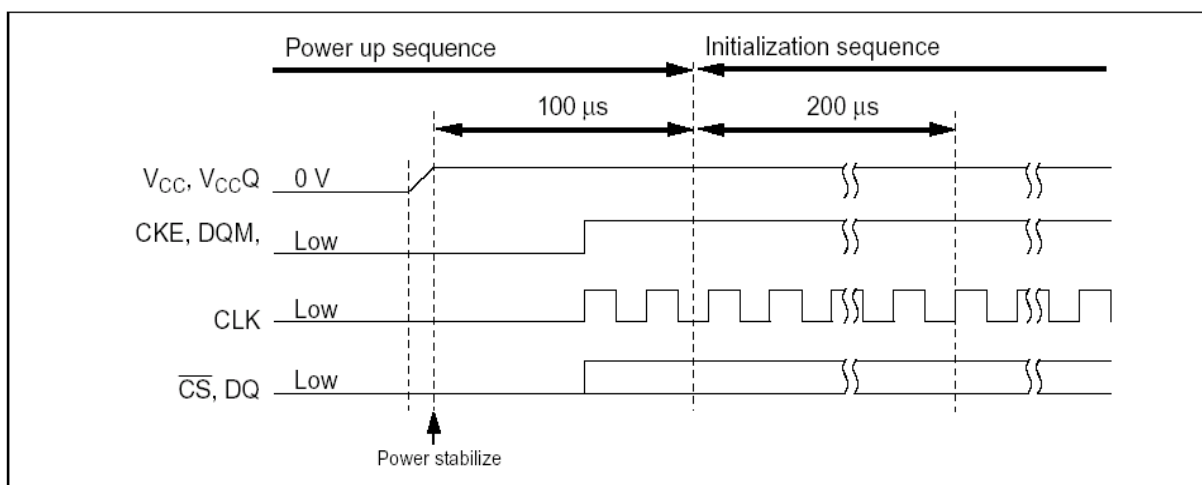 Power up sequence
Initialization sequence
100 µs
200 µs
VCC, VCCQ 0 V
CKE, DQM, Low
CLK Low
CS, DQ Low
Power stabilize